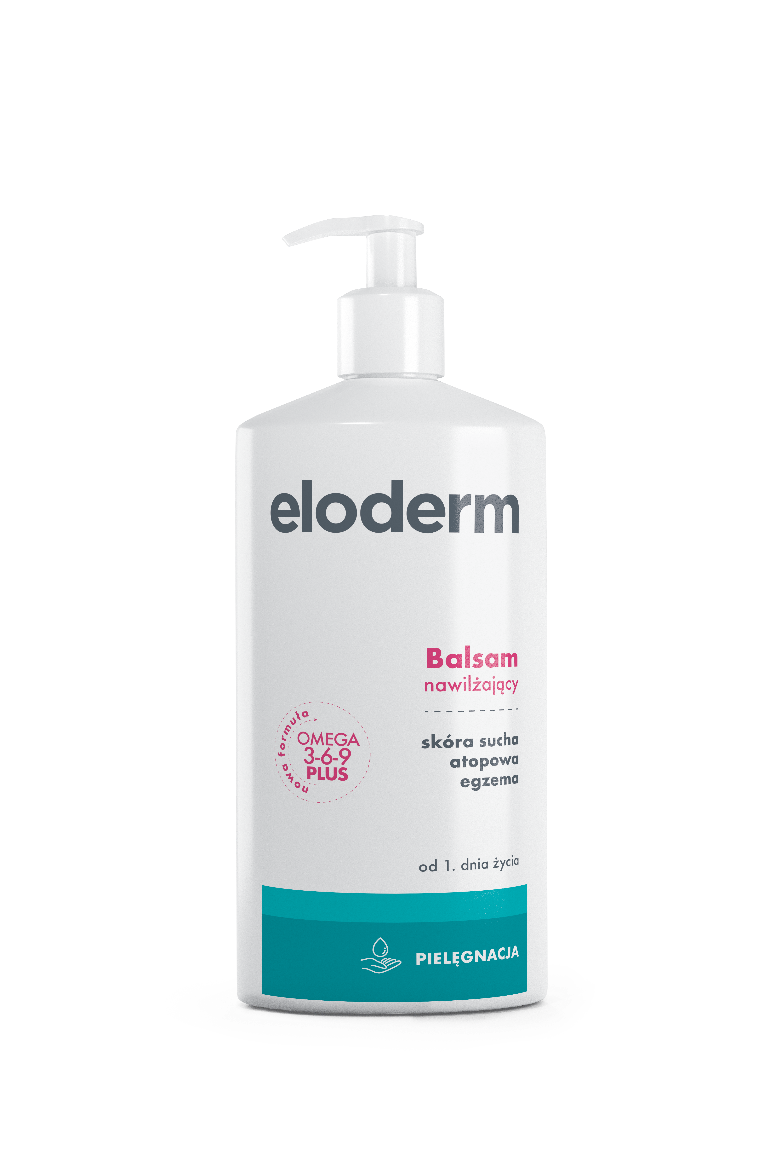 eloderm
Balsam
nawilżający
skóra sucha
atopowa
egzema
nowa formuła
OMEGA
3-6-9
PLUS
od 1. dnia życia
PIELĘGNACJA